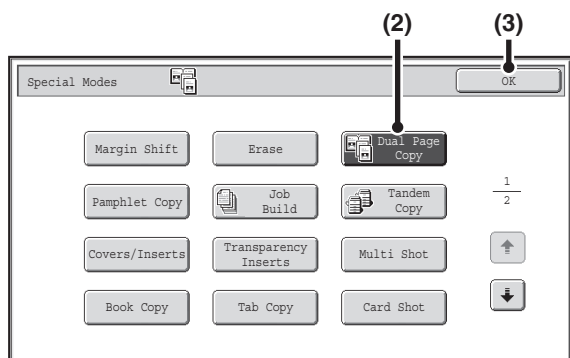 (2) (3)
Special Modes OK
Margin Shift Erase Dual Page
Copy
Pamphlet Copy Job
Build Tandem
Copy
1
2
Covers/Inserts Transparency
Inserts Multi Shot
Book Copy Tab Copy Card Shot